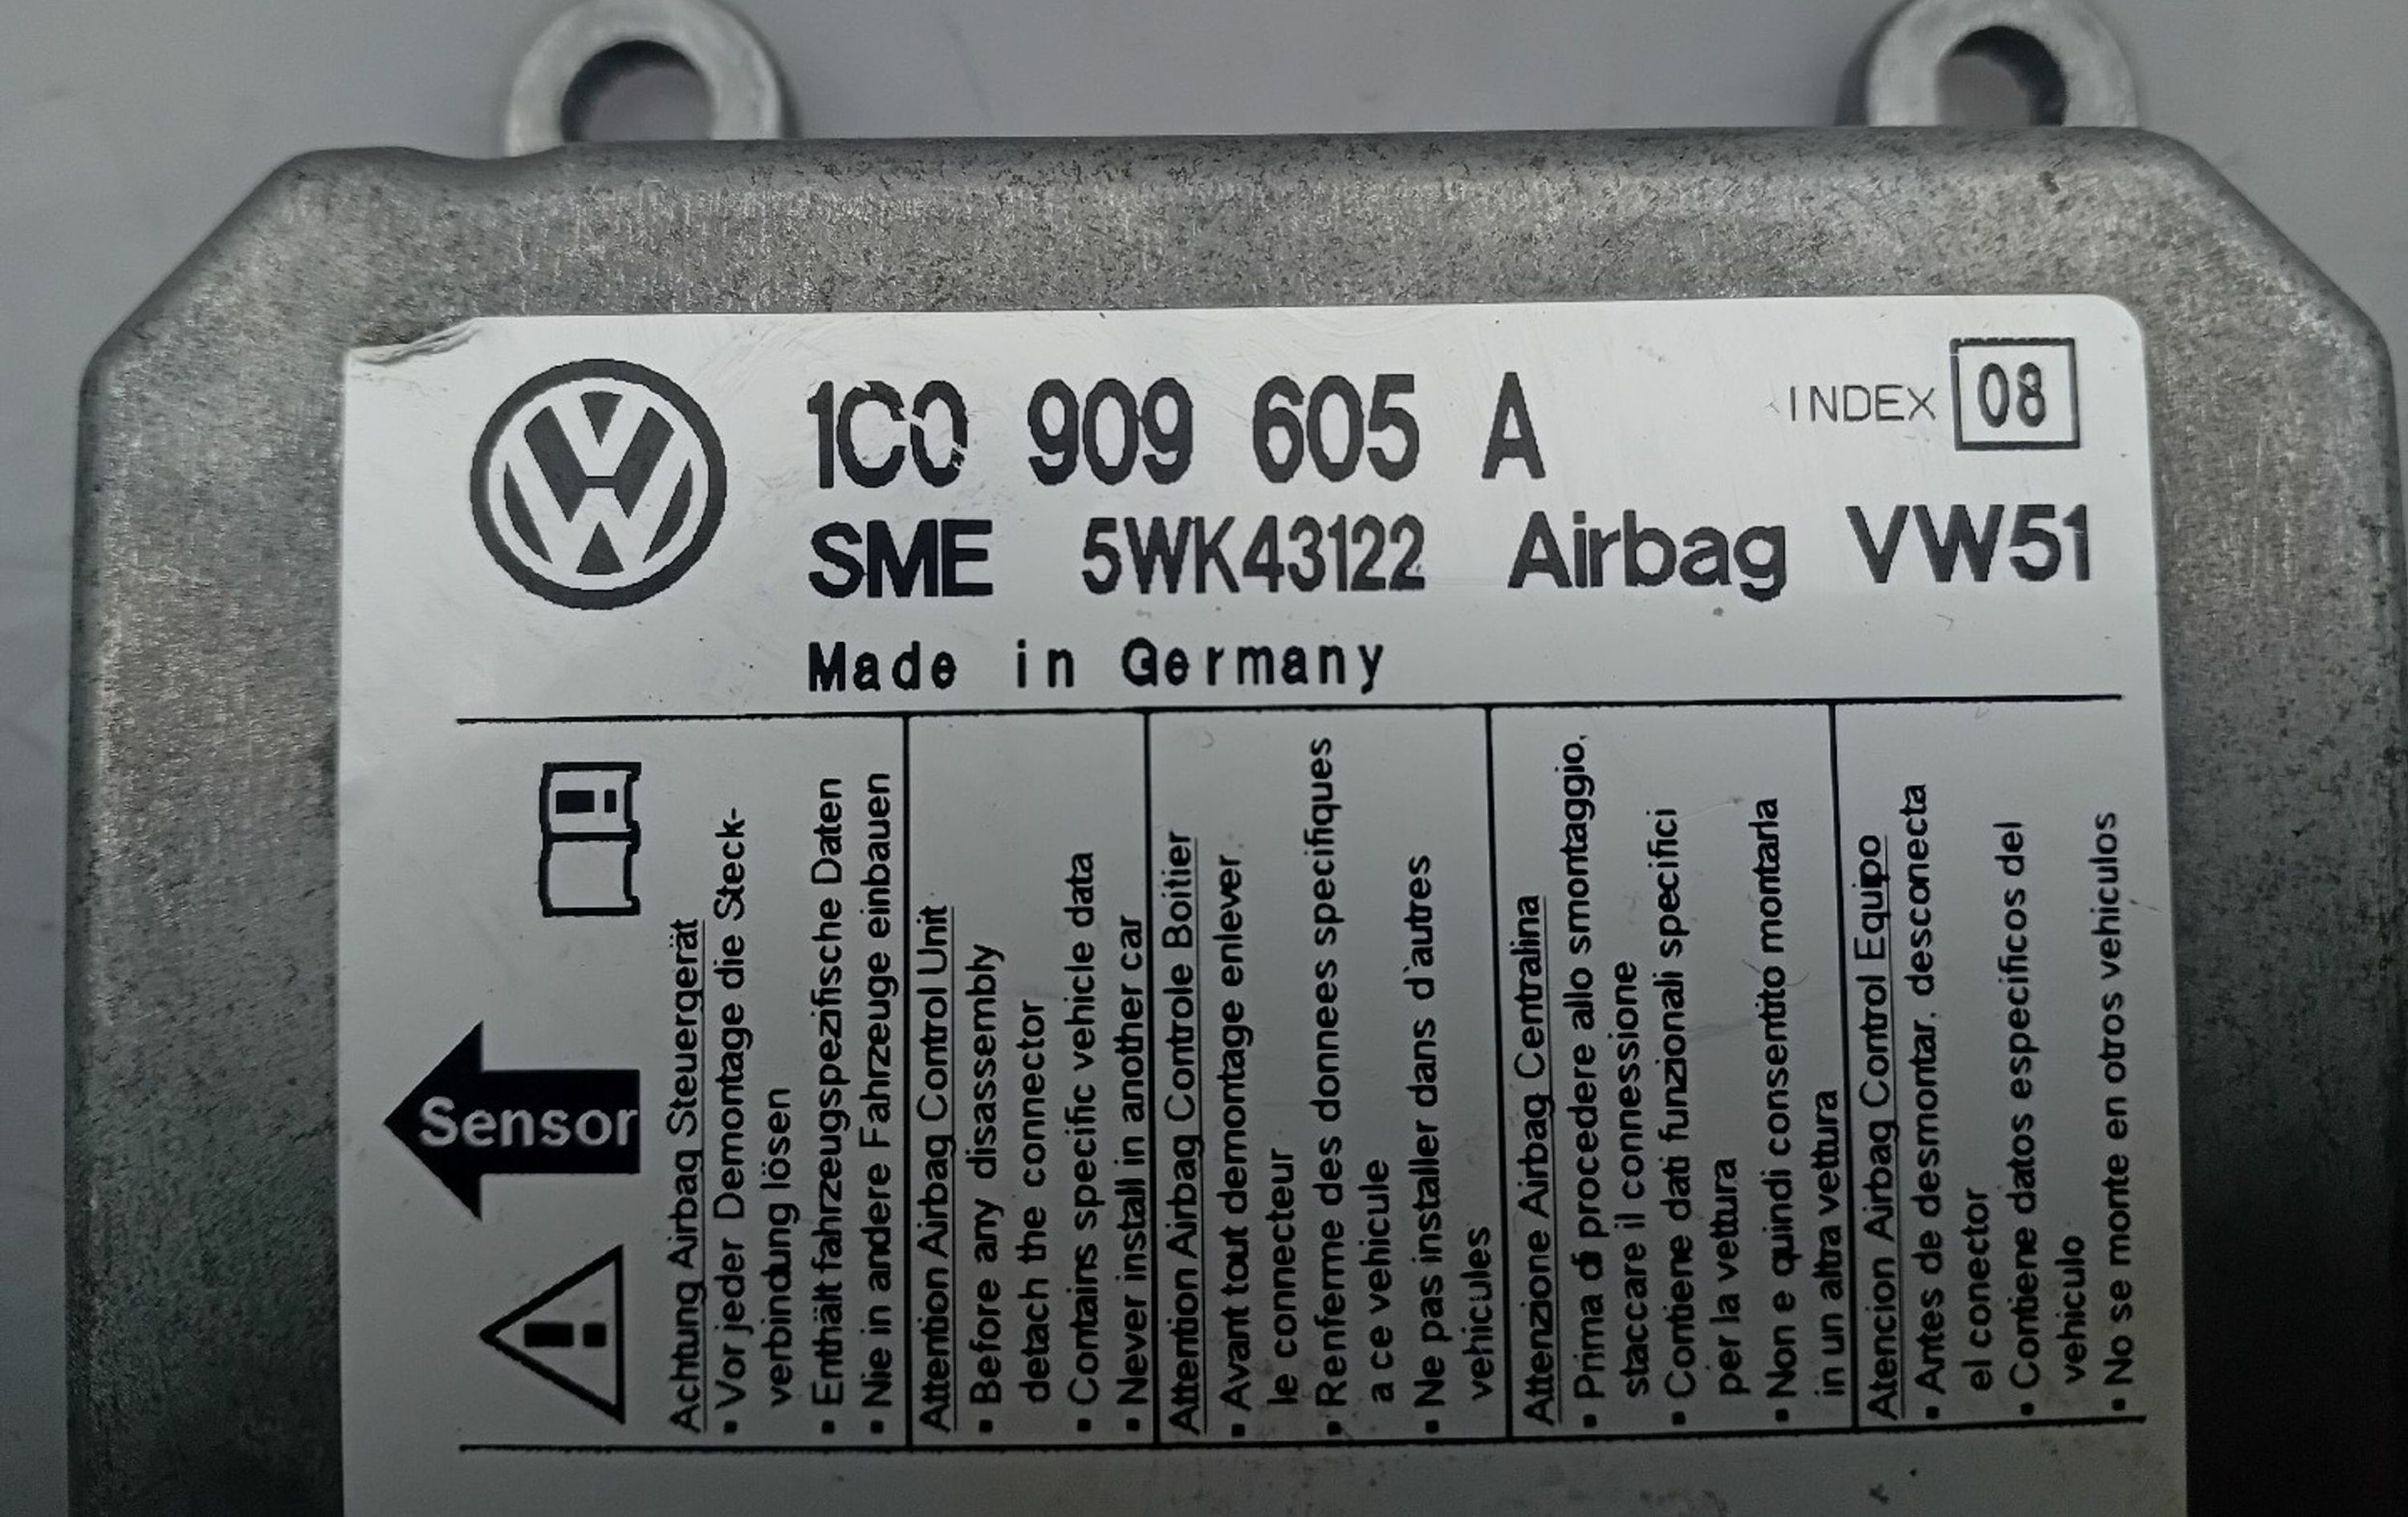 1C0 909 605 A
INDEX 08
SME 5WK43122 Airbag VW51
Made in Germany
Sensor
Achtung Airbag Steuergerät
• Vor jeder Demontage die Steck-
verbindung lösen
• Enthält fahrzeugspezifische Daten
• Nie in andere Fahrzeuge einbauen
Attention Airbag Control Unit
• Before any disassembly
detach the connector
• Contains specific vehicle data
• Never install in another car
Attention Airbag Controle Boitier
• Avant tout demontage enlever
le connecteur
• Renferme des donnees specifiques
a ce vehicule
• Ne pas installer dans d'autres
vehicules
Attenzione Airbag Centralina
• Prima di procedere allo smontaggio,
staccare il connessione
• Contiene dati funzionali specifici
per la vettura
• Non e quindi consentito montarla
in un altra vettura
Atencion Airbag Control Equipo
• Antes de desmontar, desconecta
el conector
• Contiene datos especificos del
vehiculo
• No se monte en otros vehiculos